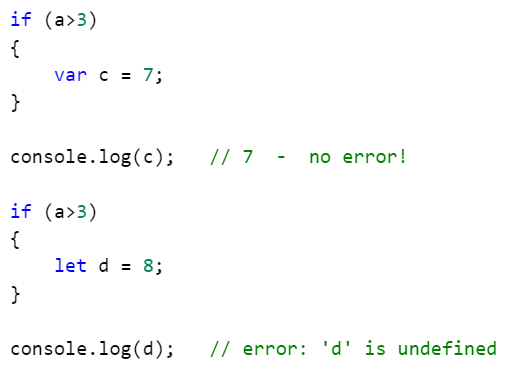 if (a>3)
{
    var c = 7;
}

console.log(c);   // 7  -  no error!

if (a>3)
{
    let d = 8;
}

console.log(d);   // error: 'd' is undefined